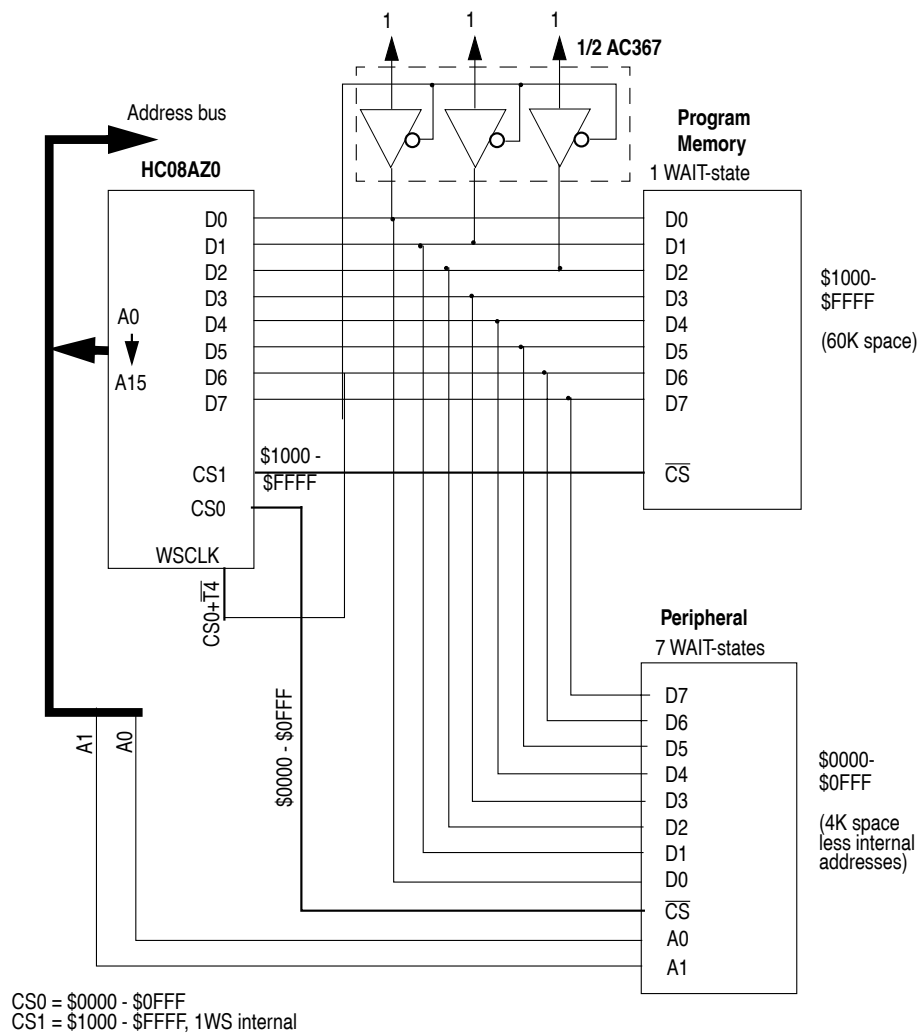 1 1 1
1/2 AC367
Address bus
HC08AZ0
D0
D1
D2
D3
D4
D5
D6
D7
A0
A15
CS1
CS0
WSCLK
CS0+T4
$1000 -
$FFFF
Program
Memory
1 WAIT-state
D0
D1
D2
D3
D4
D5
D6
D7
CS
$1000-
$FFFF
(60K space)
$0000 - $0FFF
A1
A0
Peripheral
7 WAIT-states
D7
D6
D5
D4
D3
D2
D1
D0
CS
A0
A1
$0000-
$0FFF
(4K space
less internal
addresses)
CS0 = $0000 - $0FFF
CS1 = $1000 - $FFFF, 1WS internal